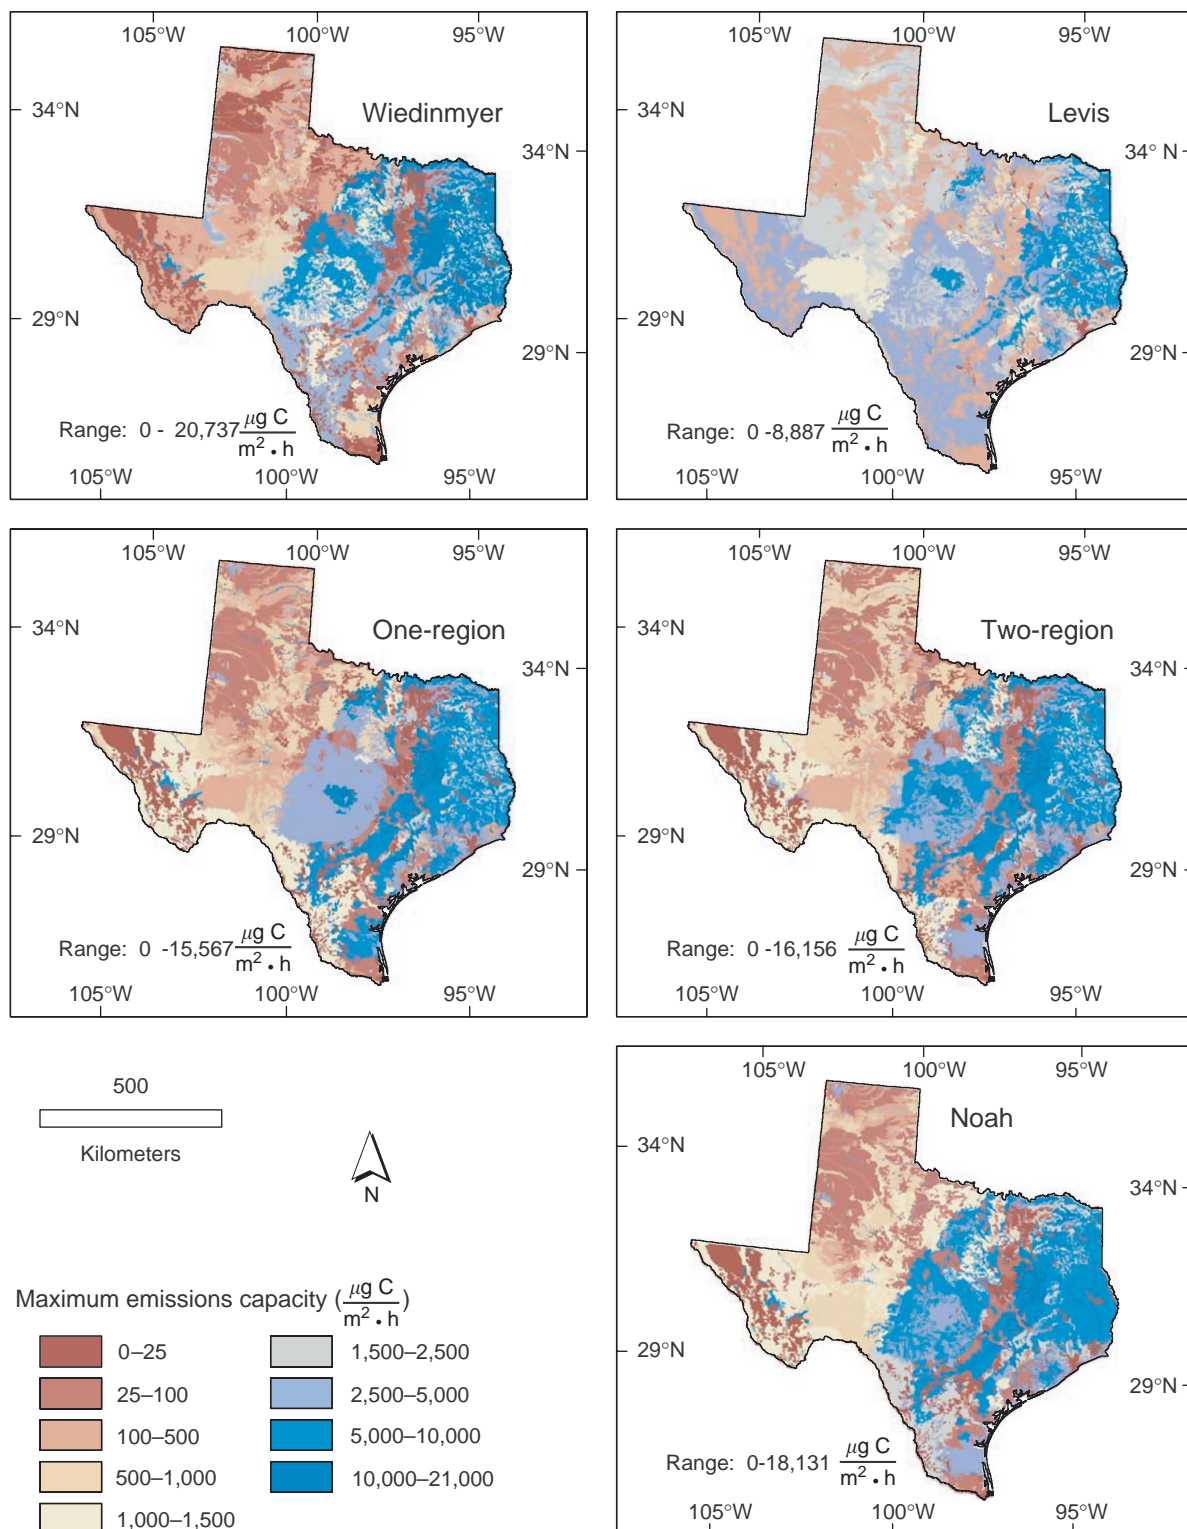 105°W 100°W 95°W
34°N
Wiedinmyer
34°N
29°N
29°N
Range: 0 - 20,737 μg C
m² • h
105°W 100°W 95°W
105°W 100°W 95°W
34°N
Levis
34° N
29°N
29°N
Range: 0 -8,887 μg C
m² • h
105°W 100°W 95°W
105°W 100°W 95°W
34°N
One-region
34°N
29°N
29°N
Range: 0 -15,567 μg C
m² • h
105°W 100°W 95°W
105°W 100°W 95°W
34°N
Two-region
34°N
29°N
29°N
Range: 0 -16,156 μg C
m² • h
105°W 100°W 95°W
500
Kilometers
N
Maximum emissions capacity (μg C
m² • h)
0–25
25–100
100–500
500–1,000
1,000–1,500
1,500–2,500
2,500–5,000
5,000–10,000
10,000–21,000
105°W 100°W 95°W
Noah
34°N
34°N
29°N
29°N
Range: 0-18,131 μg C
m² • h
105°W 100°W 95°W